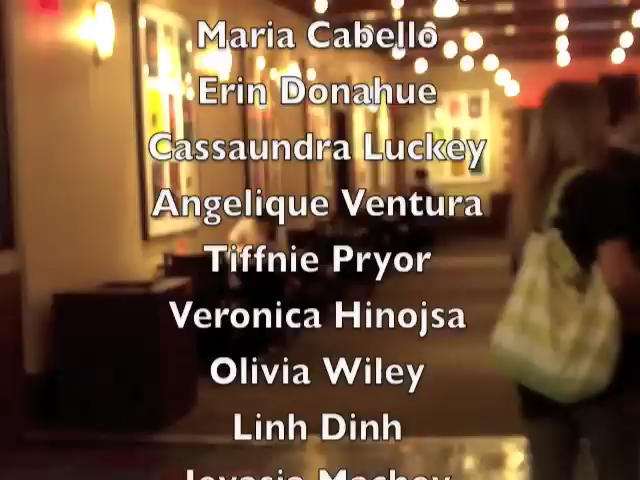 Maria Cabello
Erin Donahue
Cassaundra Luckey
Angelique Ventura
Tiffnie Pryor
Veronica Hinojsa
Olivia Wiley
Linh Dinh